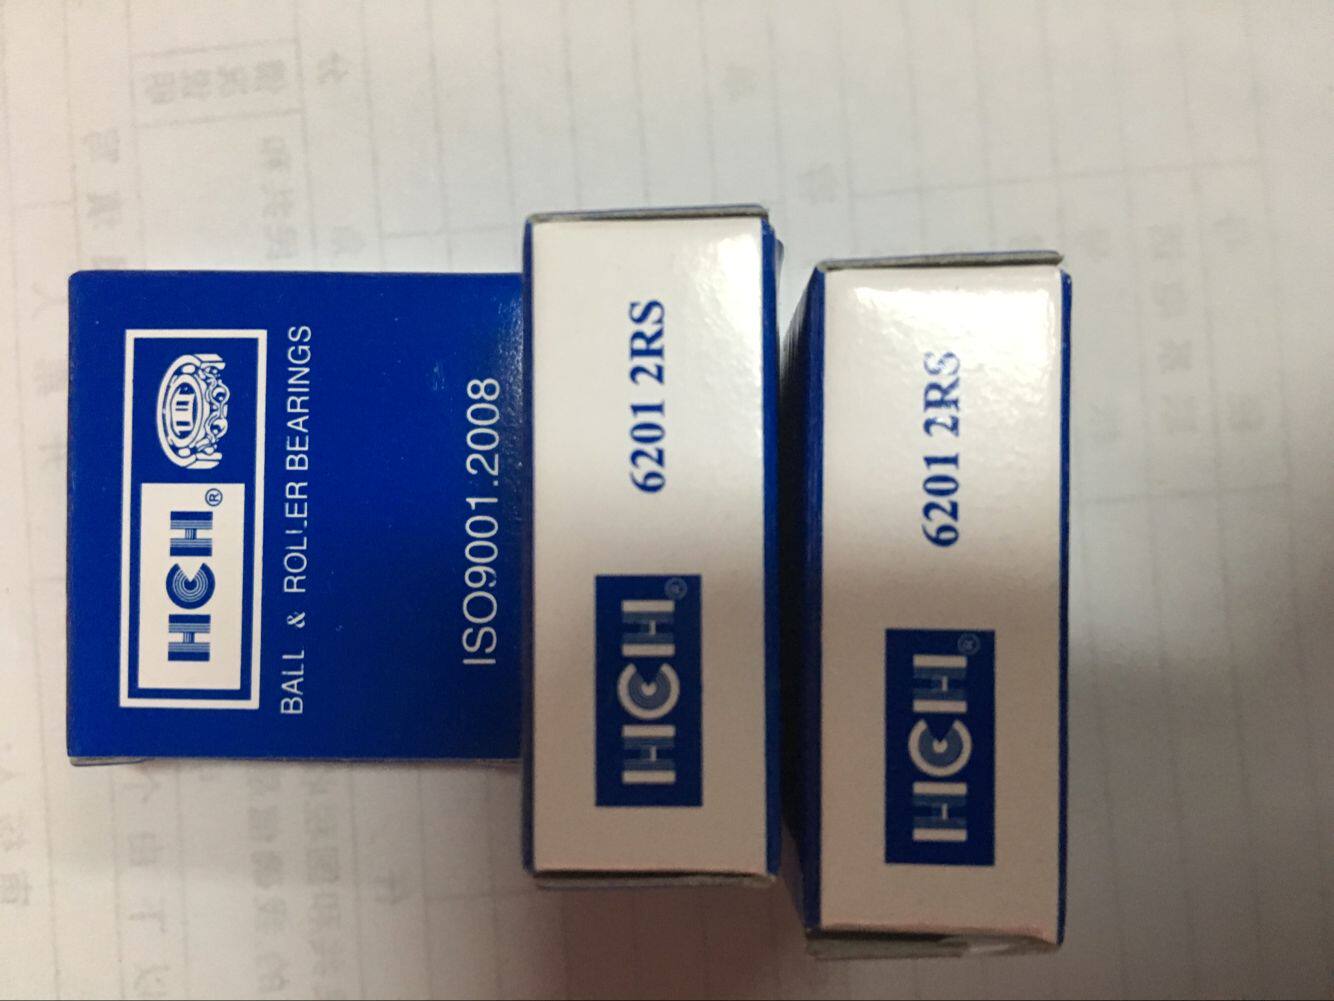 HCH®
BALL & ROLLER BEARINGS
ISO9001:2008
HCH® 6201 2RS
HCH® 6201 2RS